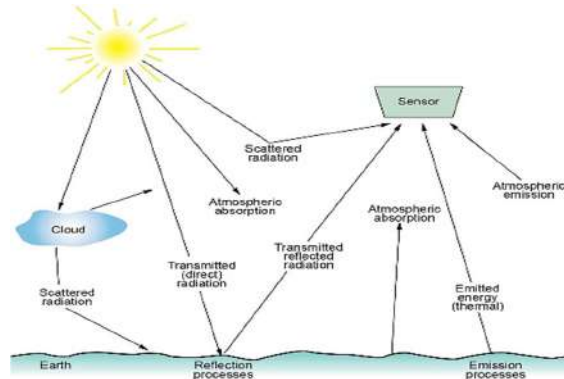 Sensor
Scattered
radiation
Atmospheric
absorption
Atmospheric
emission
Cloud
Atmospheric
absorption
Transmitted
(direct)
radiation
Transmitted
reflected
radiation
Scattered
radiation
Emitted
energy
(thermal)
Earth
Reflection
processes
Emission
processes